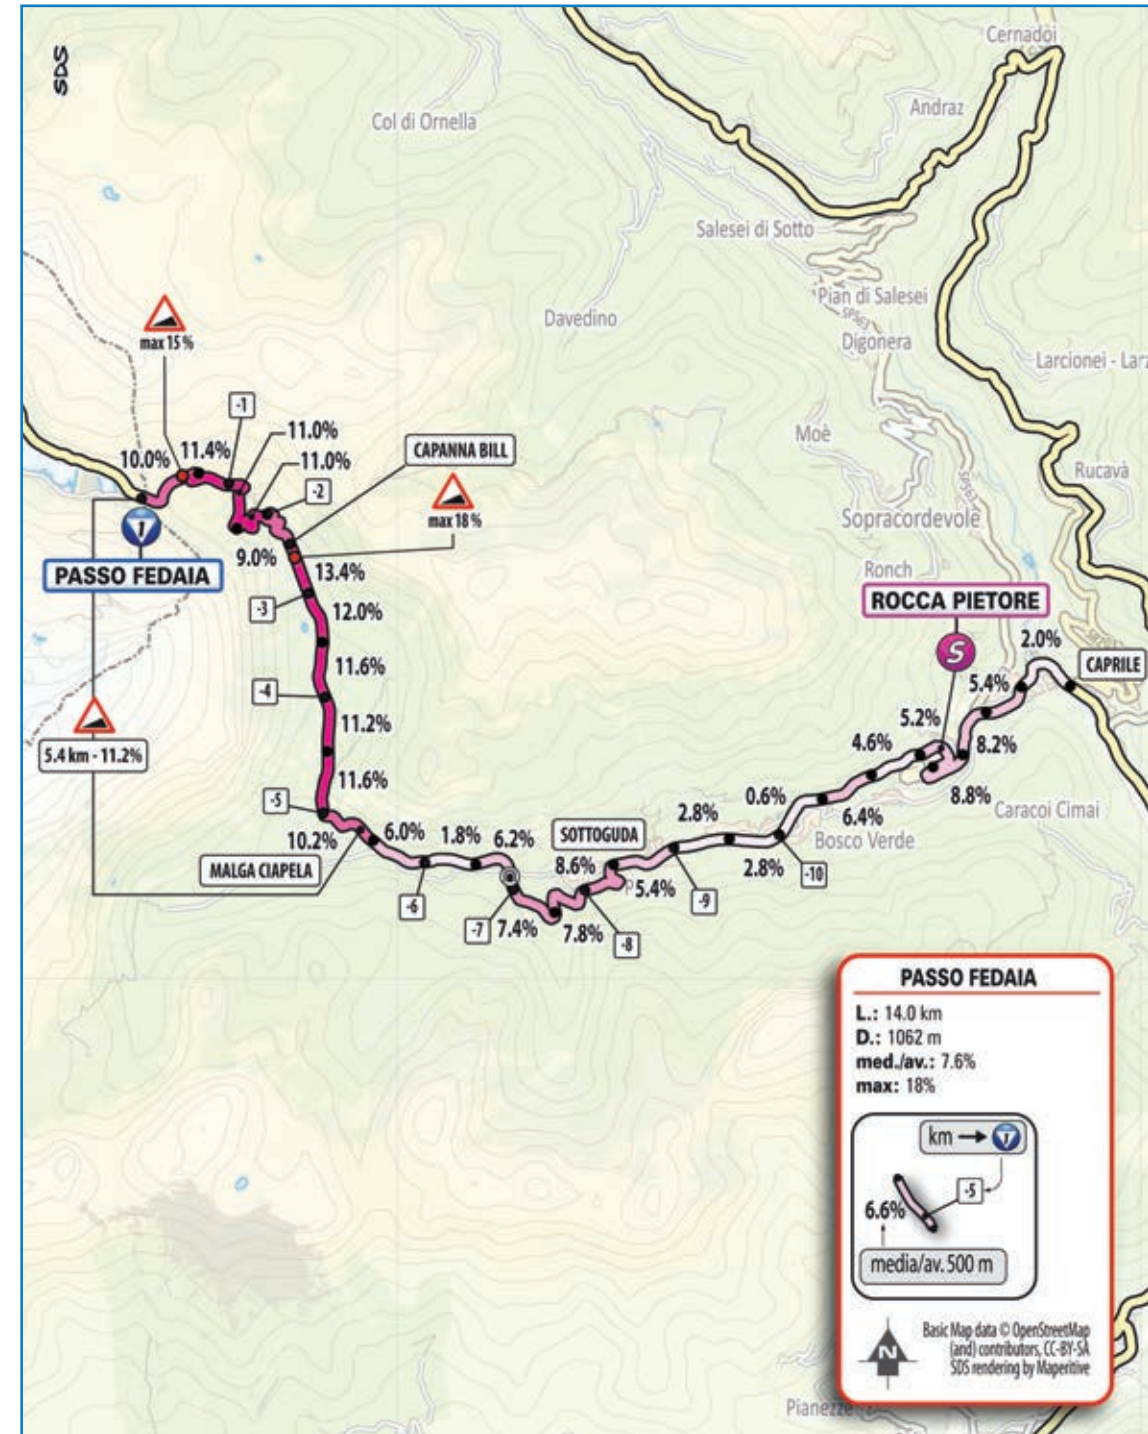 SDS
Cernadoi
Andraz
Col di Ornella
Salesei di Sotto
Pian di Salesei
SP563
Digonera
Davedino
Larcionei - Larz
max 15 %
-1
10.0%
11.4%
11.0%
11.0%
CAPANNA BILL
Moè
Rucavà
-2
max 18 %
SP563
Sopracordevole
9.0%
PASSO FEDAIA
13.4%
Ronch
-3
12.0%
ROCCA PIETORE
S
2.0%
CAPRILE
11.6%
-4
5.4%
11.2%
5.2%
4.6%
8.2%
5.4 km - 11.2%
11.6%
-5
8.8%
0.6%
6.4%
Caracoi Cimai
2.8%
10.2%
6.0%
1.8%
6.2%
SOTTOGUDA
Bosco Verde
MALGA CIAPELA
8.6%
2.8%
-10
P
5.4%
-6
-9
-7
7.4%
7.8%
-8
PASSO FEDAIA
L.: 14.0 km
D.: 1062 m
med./av.: 7.6%
max: 18%
km
-5
6.6%
media/av. 500 m
N
Basic Map data © OpenStreetMap
(and) contributors, CC-BY-SA
SDS rendering by Maperitive
Pianezze